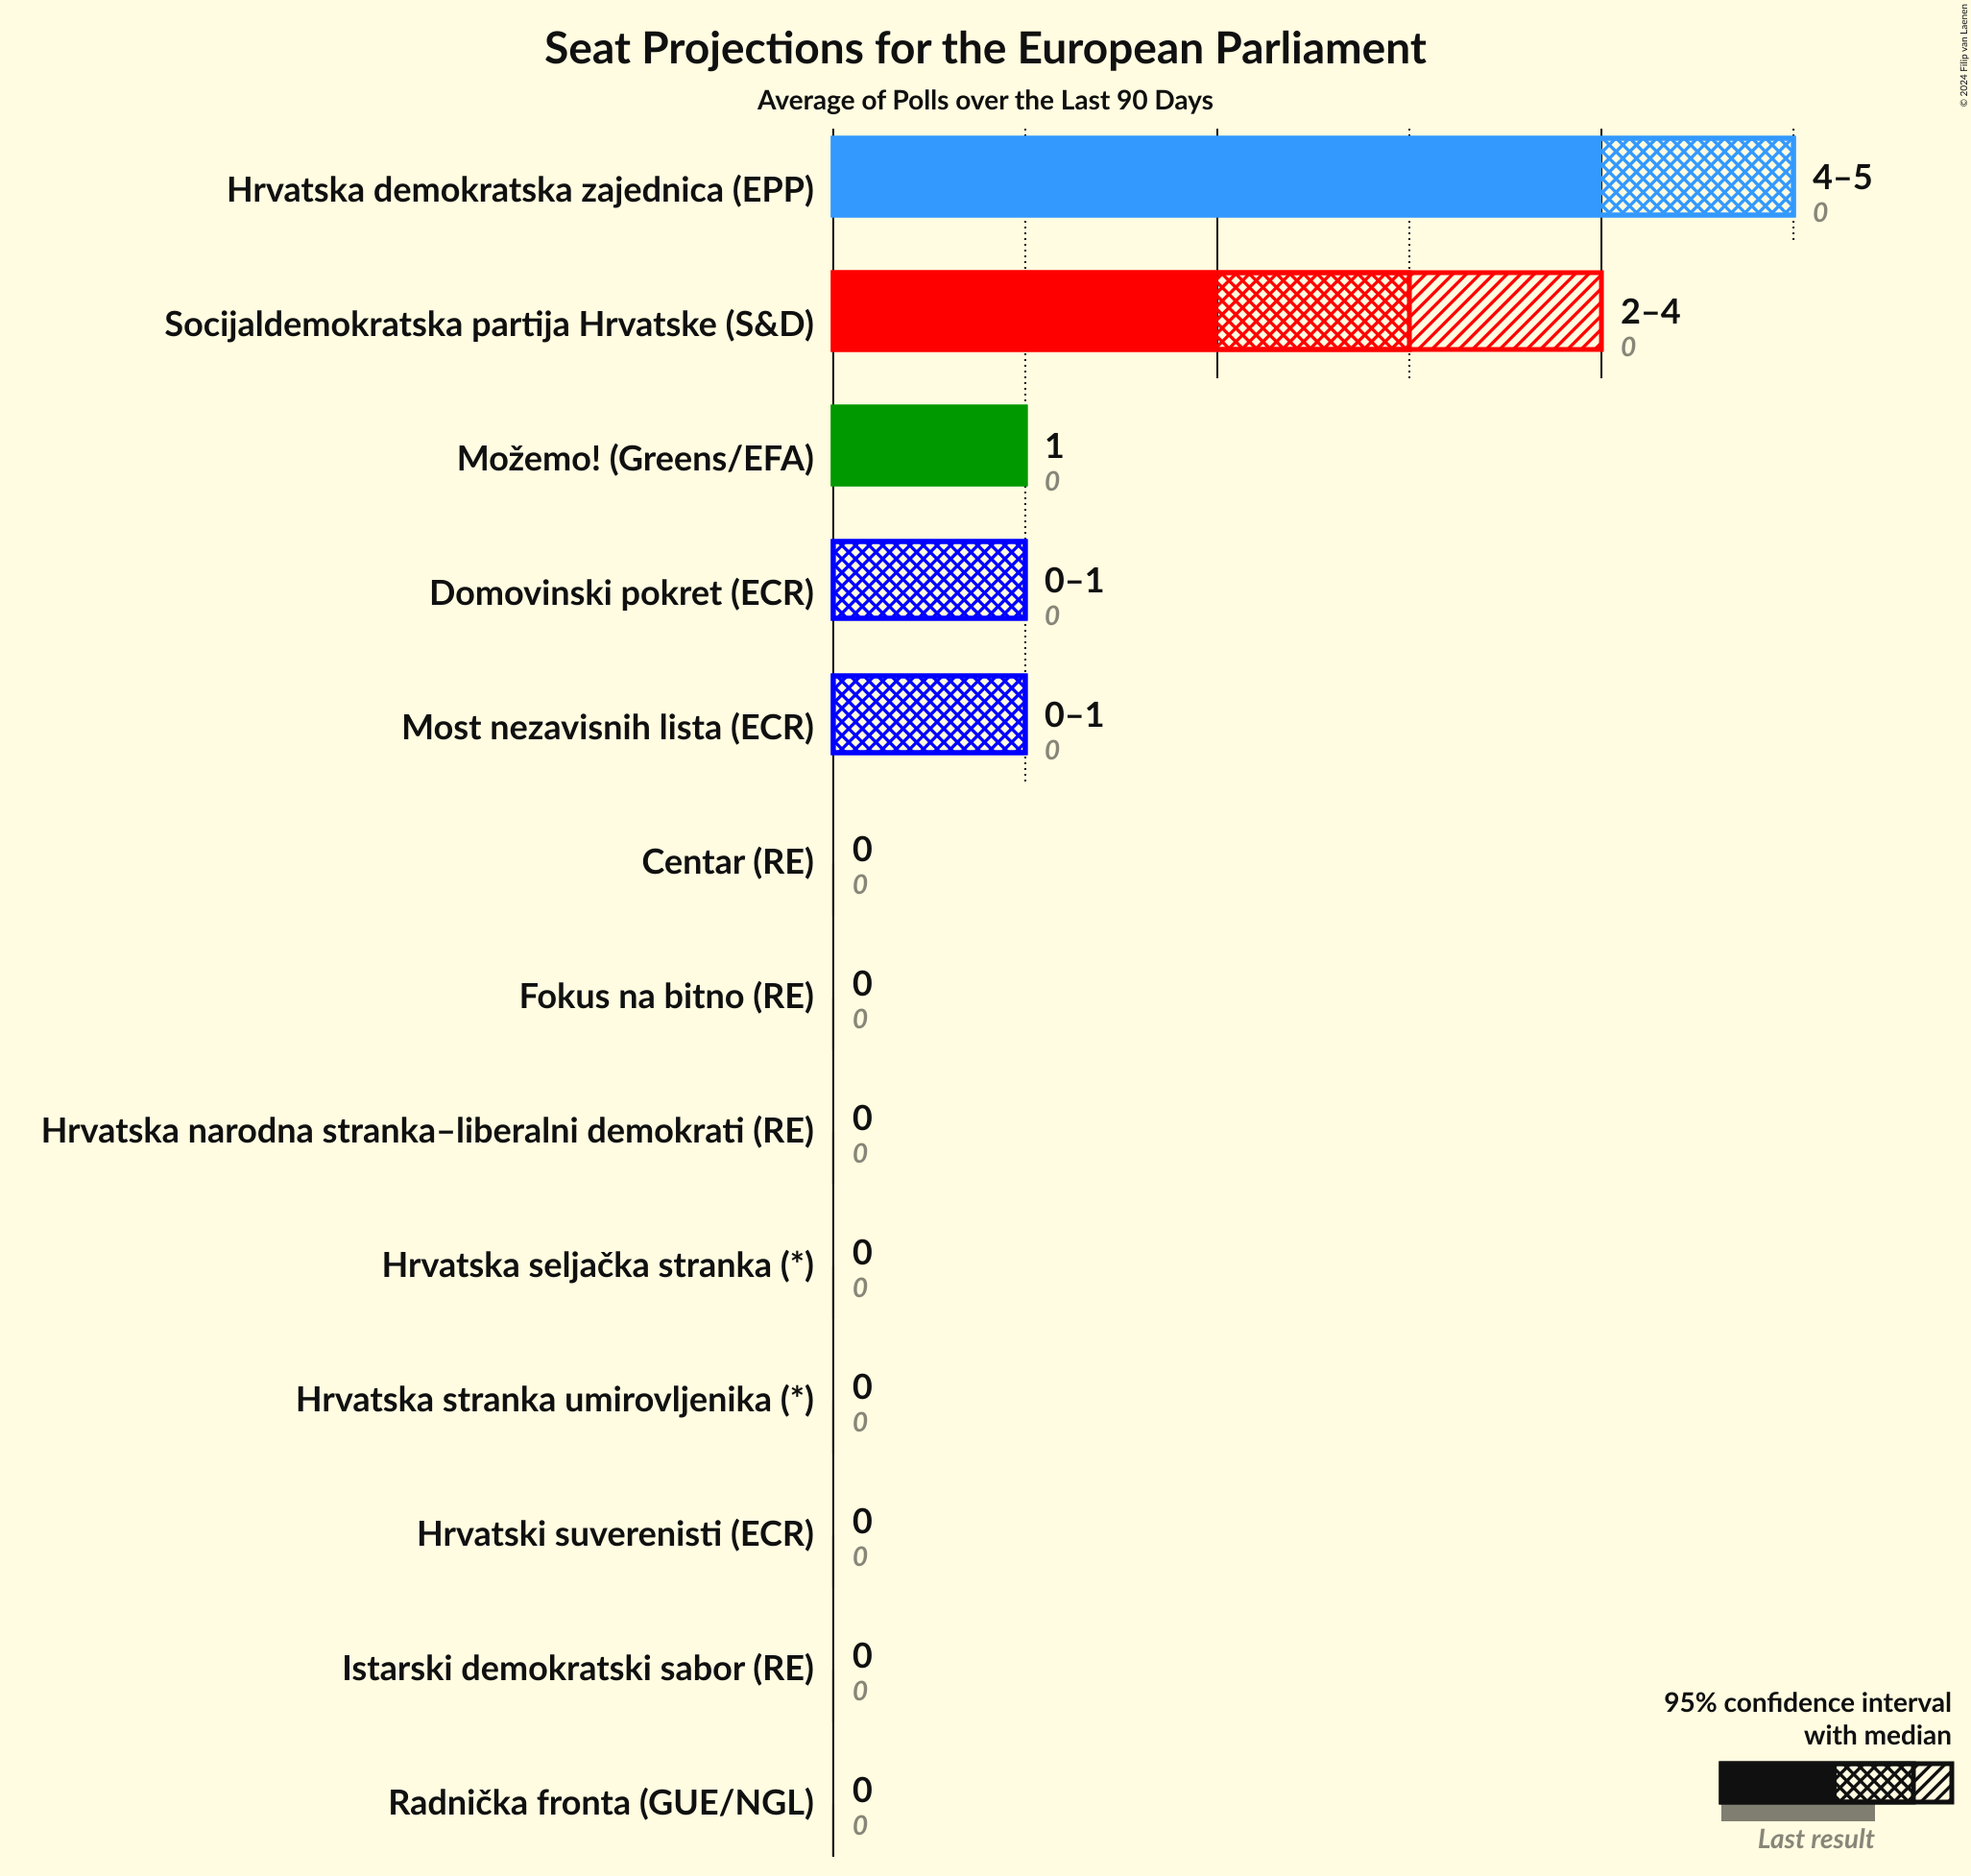 Seat Projections for the European Parliament
Average of Polls over the Last 90 Days
© 2024 Filip van Laenen
Hrvatska demokratska zajednica (EPP)
4–5
0
Socijaldemokratska partija Hrvatske (S&D)
2–4
0
Možemo! (Greens/EFA)
1
0
Domovinski pokret (ECR)
0–1
0
Most nezavisnih lista (ECR)
0–1
0
Centar (RE)
0
0
Fokus na bitno (RE)
0
0
Hrvatska narodna stranka–liberalni demokrati (RE)
0
0
Hrvatska seljačka stranka (*)
0
0
Hrvatska stranka umirovljenika (*)
0
0
Hrvatski suverenisti (ECR)
0
0
Istarski demokratski sabor (RE)
0
0
Radnička fronta (GUE/NGL)
0
0
95% confidence interval
with median
Last result